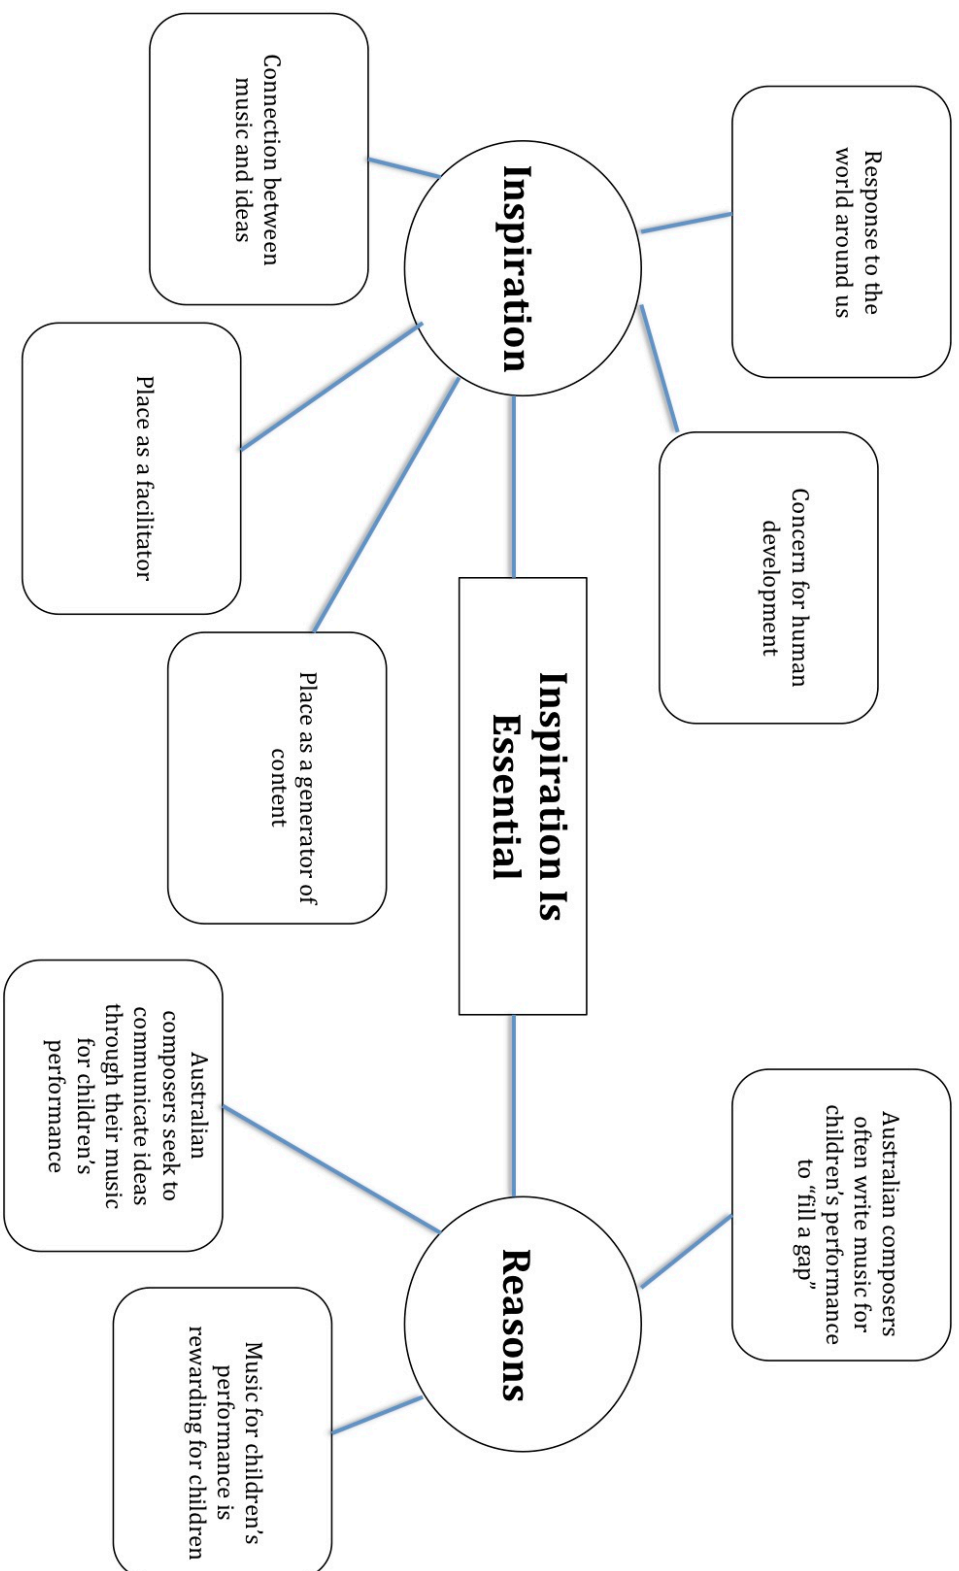 Response to the
world around us
Concern for human
development
Australian composers
often write music for
children's performance
to "fill a gap"
Inspiration
Inspiration Is
Essential
Reasons
Connection between
music and ideas
Place as a facilitator
Place as a generator of
content
Australian
composers seek to
communicate ideas
through their music
for children's
performance
Music for children's
performance is
rewarding for children